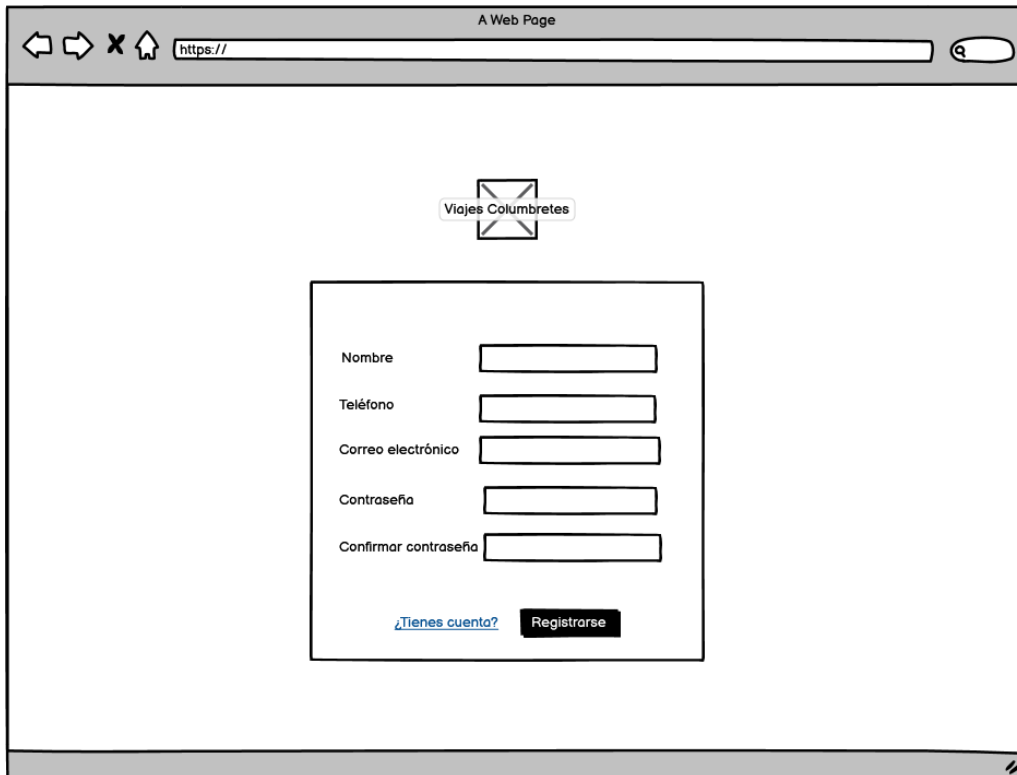 A Web Page
https://
Viajes Columbretes
Nombre
Teléfono
Correo electrónico
Contraseña
Confirmar contraseña
¿Tienes cuenta? Registrarse